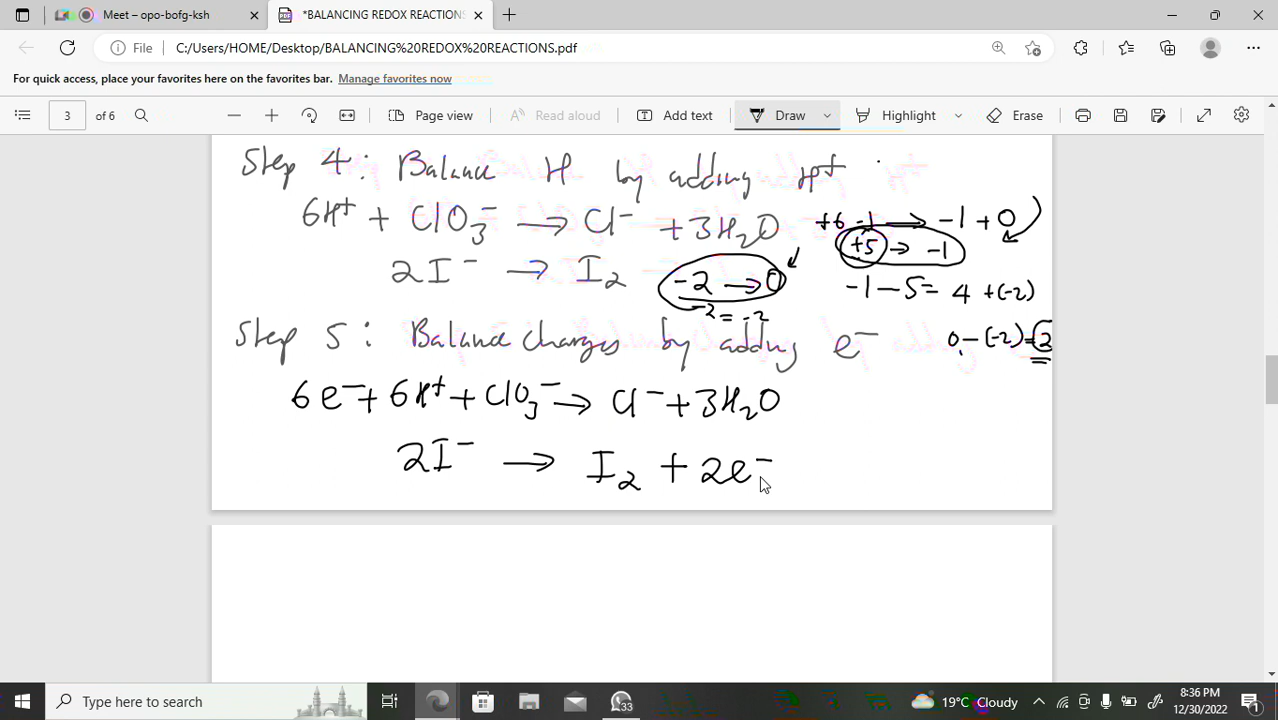 Meet – opo-bofg-ksh
*BALANCING REDOX REACTIONS
File C:/Users/HOME/Desktop/BALANCING%20REDOX%20REACTIONS.pdf
For quick access, place your favorites here on the favorites bar. Manage favorites now
3 of 6 Page view Read aloud Add text Draw Highlight Erase
Step 4: Balance H by adding H+
6H+ + ClO3− → Cl− + 3H2O
+6 -1 → -1 + 0
+5 → -1
2I− → I2
-2 → 0
-1 - 5 = 4 + (-2)
-2 = -2
Step 5: Balance charges by adding e−
0 - (-2) = 2
6e− + 6H+ + ClO3− → Cl− + 3H2O
2I− → I2 + 2e−
Type here to search
33
19°C Cloudy
8:36 PM
12/30/2022
1